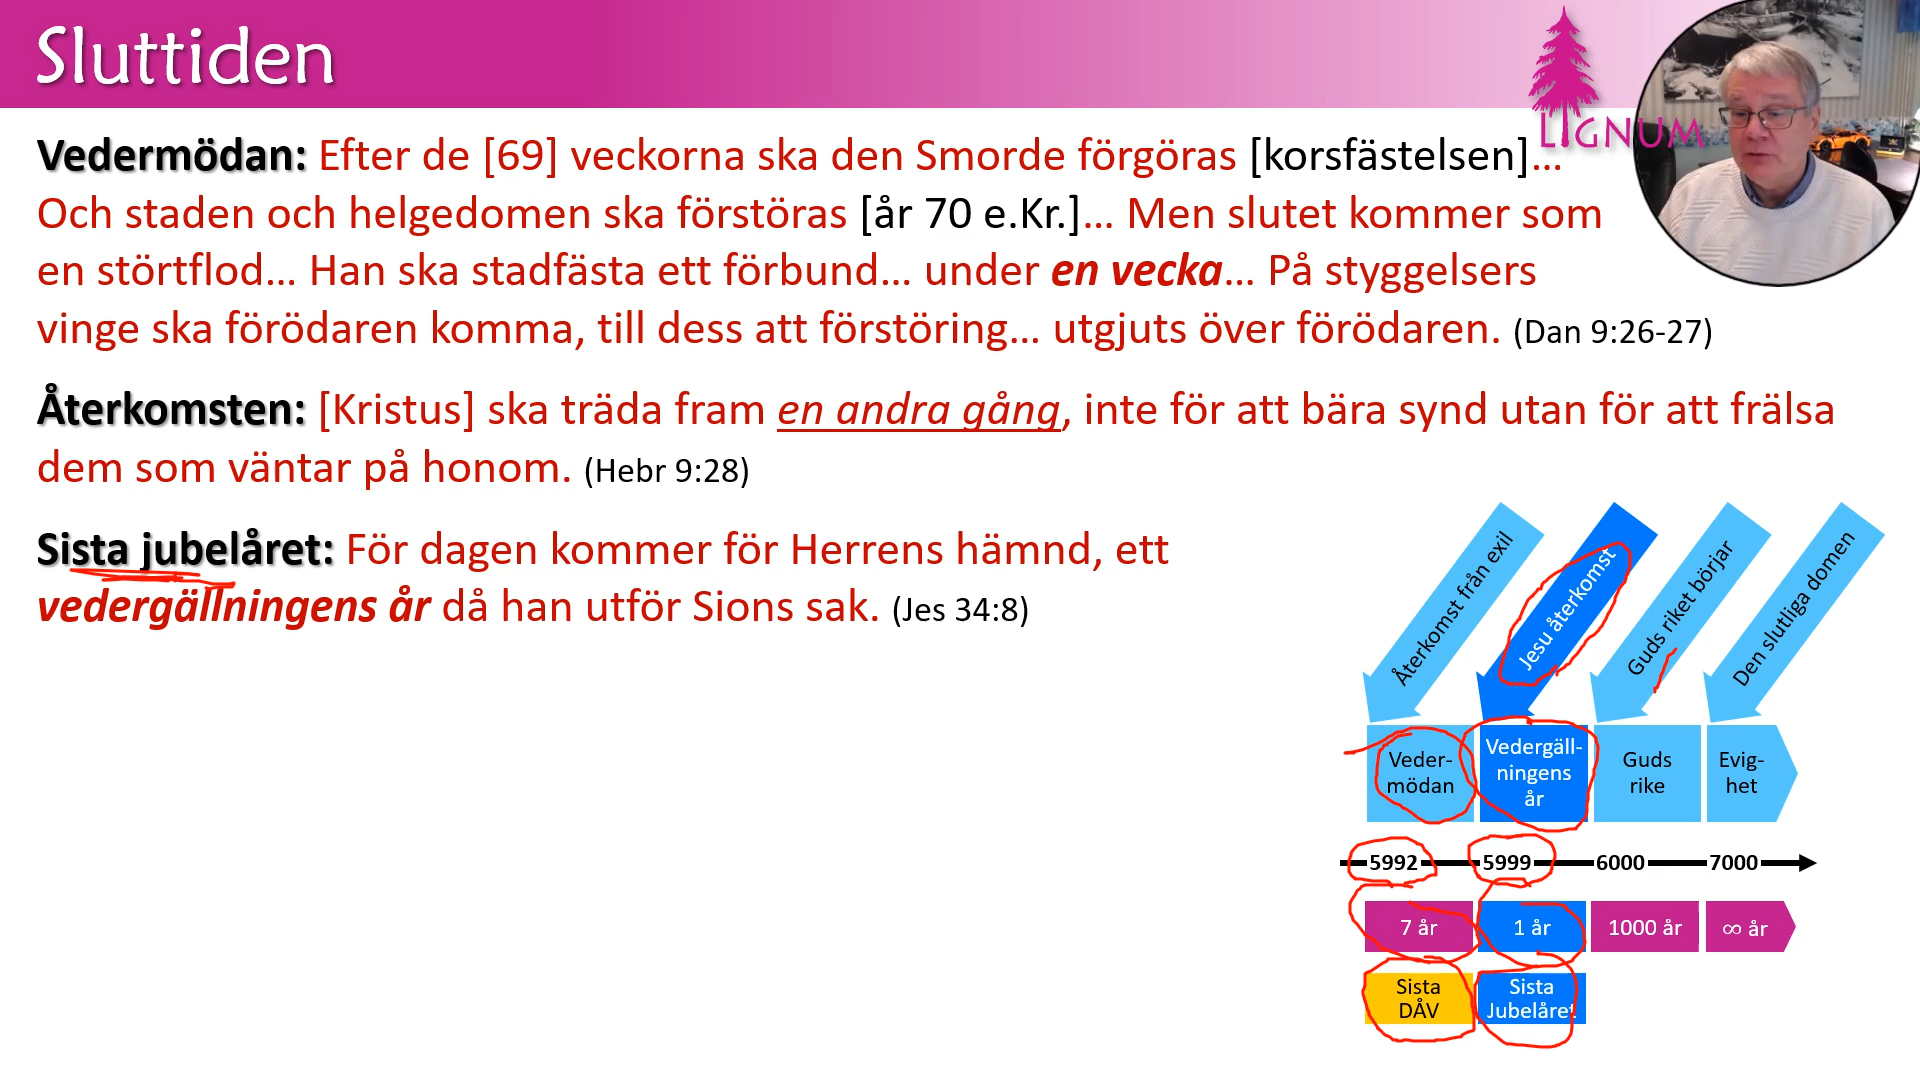 Sluttiden
LIGNUM
Vedermödan: Efter de [69] veckorna ska den Smorde förgöras [korsfästelsen]...
Och staden och helgedomen ska förstöras [år 70 e.Kr.]... Men slutet kommer som
en störtflod... Han ska stadfästa ett förbund... under en vecka... På styggelsers
vinge ska förödaren komma, till dess att förstöring... utgjuts över förödaren. (Dan 9:26-27)
Återkomsten: [Kristus] ska träda fram en andra gång, inte för att bära synd utan för att frälsa
dem som väntar på honom. (Hebr 9:28)
Sista jubelåret: För dagen kommer för Herrens hämnd, ett
vedergällningens år då han utför Sions sak. (Jes 34:8)
Återkomst från exil
Jesu återkomst
Guds riket börjar
Den slutliga domen
Veder-
mödan
Vedergäll-
ningens
år
Guds
rike
Evig-
het
5992 5999 6000 7000
7 år 1 år 1000 år ∞ år
Sista
DÅV
Sista
Jubelåret